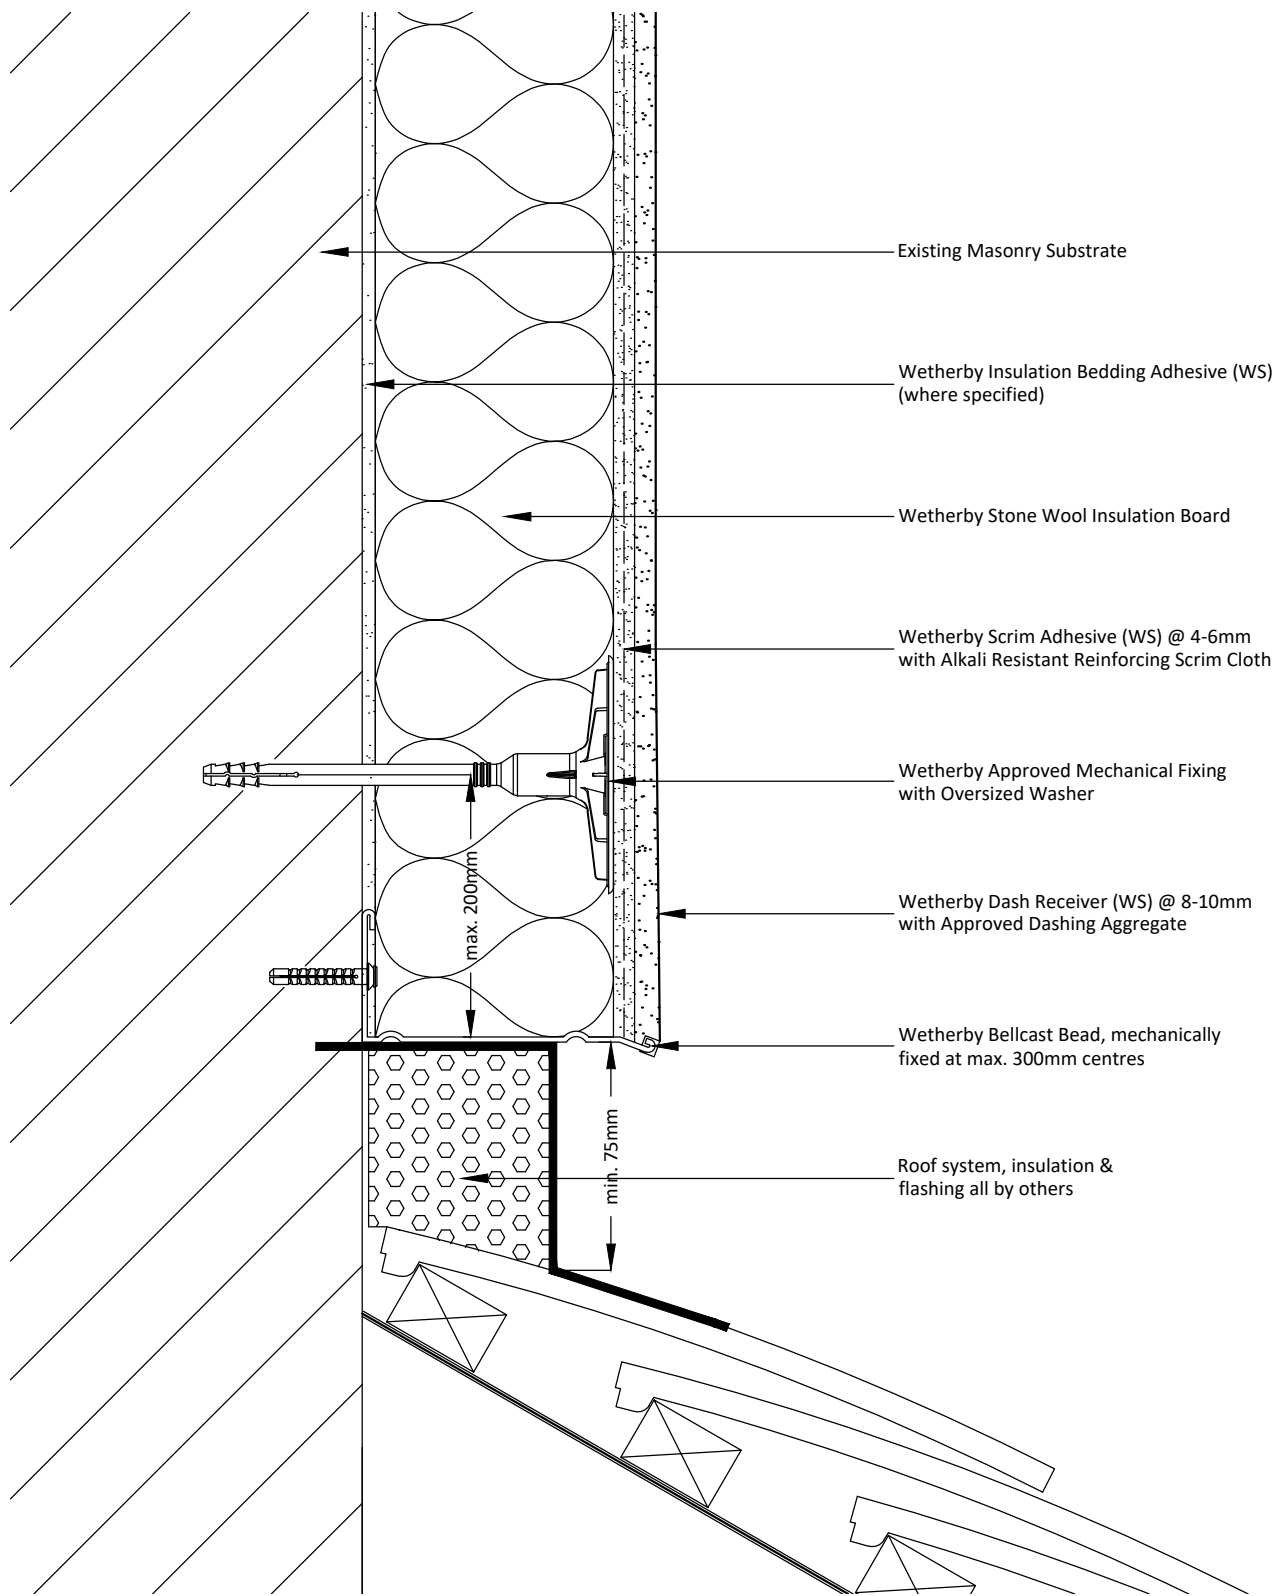 Existing Masonry Substrate
Wetherby Insulation Bedding Adhesive (WS)
(where specified)
Wetherby Stone Wool Insulation Board
Wetherby Scrim Adhesive (WS) @ 4-6mm
with Alkali Resistant Reinforcing Scrim Cloth
Wetherby Approved Mechanical Fixing
with Oversized Washer
max. 200mm
Wetherby Dash Receiver (WS) @ 8-10mm
with Approved Dashing Aggregate
Wetherby Bellcast Bead, mechanically
fixed at max. 300mm centres
min. 75mm
Roof system, insulation &
flashing all by others